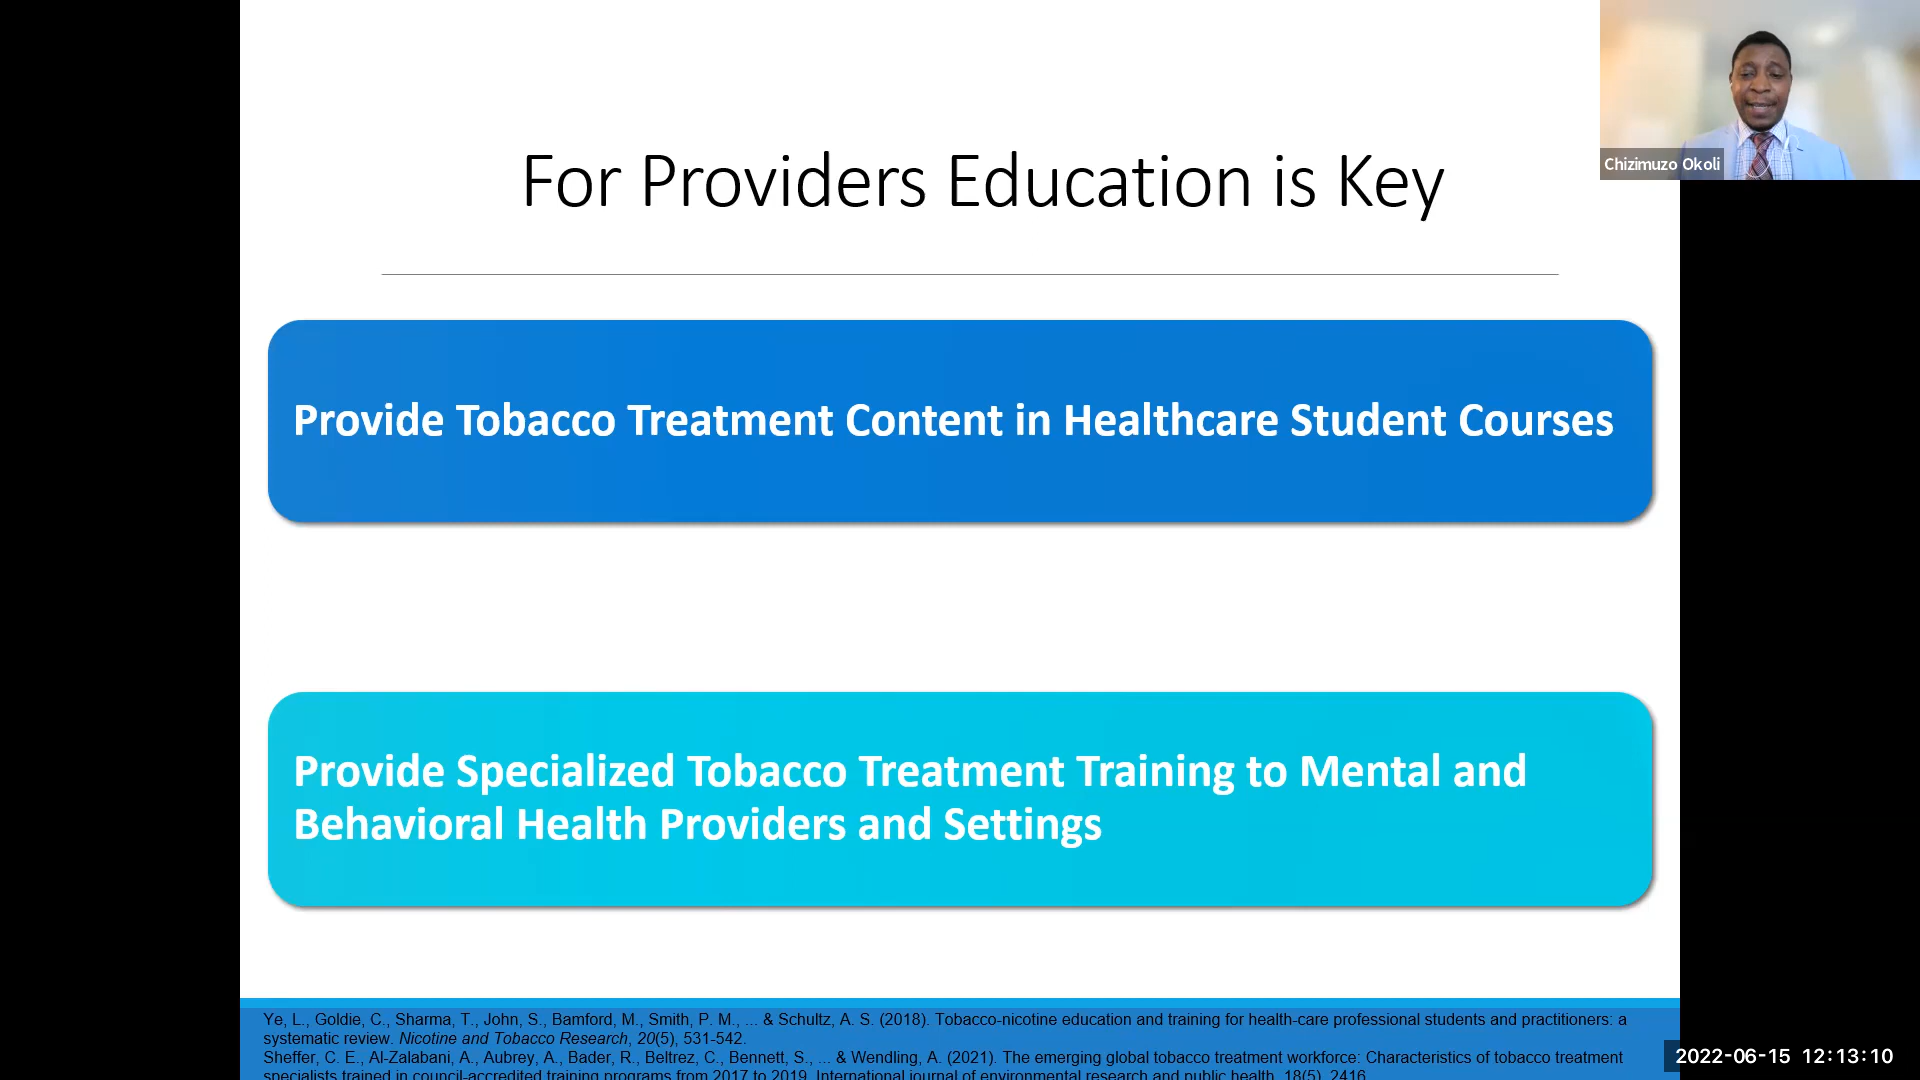 For Providers Education is Key
Chizimuzo Okoli
Provide Tobacco Treatment Content in Healthcare Student Courses
Provide Specialized Tobacco Treatment Training to Mental and
Behavioral Health Providers and Settings
Ye, L., Goldie, C., Sharma, T., John, S., Bamford, M., Smith, P. M., ... & Schultz, A. S. (2018). Tobacco-nicotine education and training for health-care professional students and practitioners: a
systematic review. Nicotine and Tobacco Research, 20(5), 531-542.
Sheffer, C. E., Al-Zalabani, A., Aubrey, A., Bader, R., Beltrez, C., Bennett, S., ... & Wendling, A. (2021). The emerging global tobacco treatment workforce: Characteristics of tobacco treatment
specialists trained in council-accredited training programs from 2017 to 2019. International journal of environmental research and public health, 18(5), 2416.
2022-06-15 12:13:10